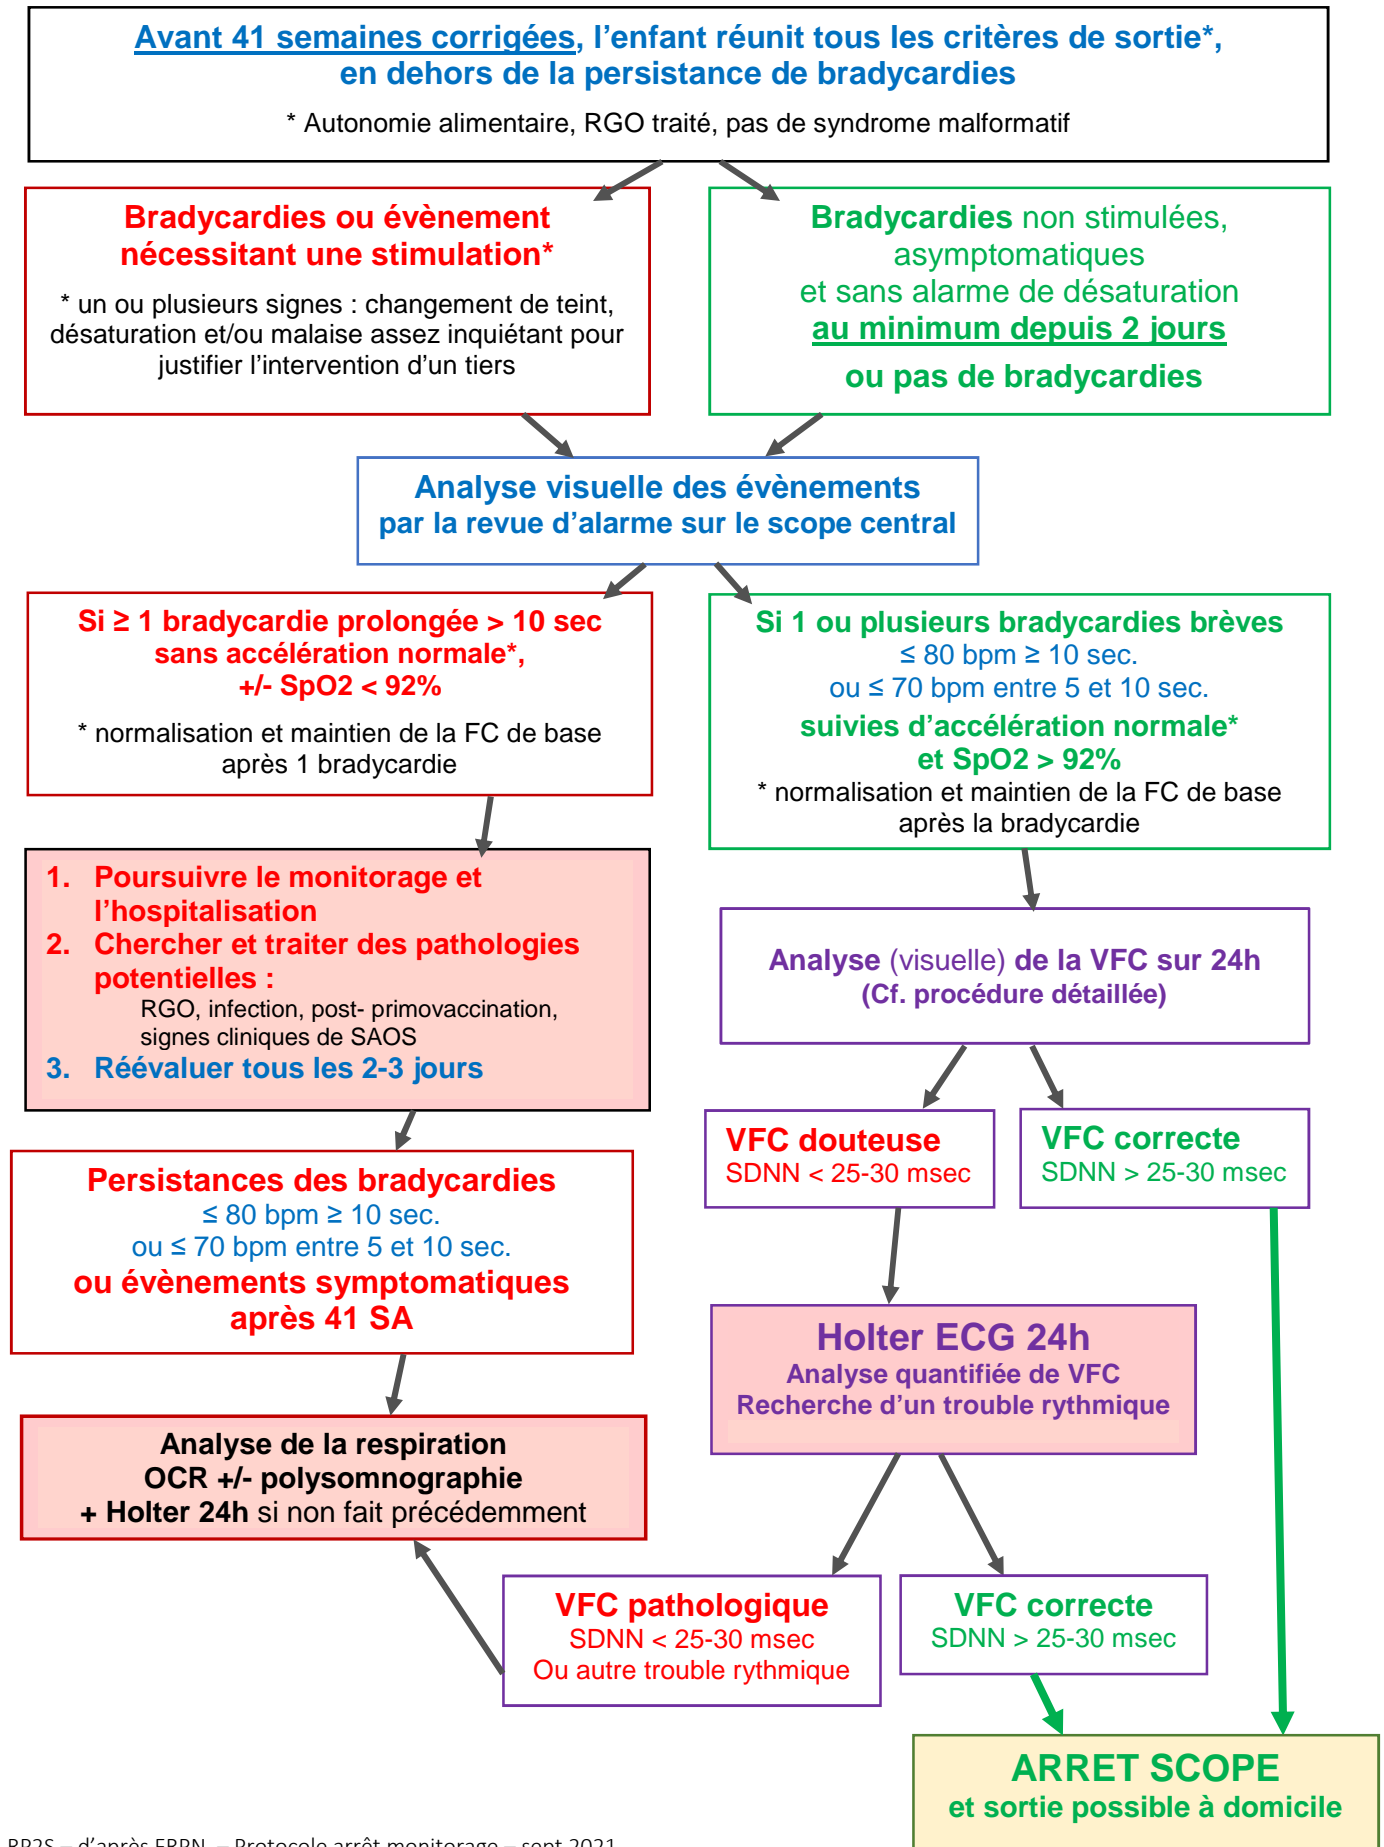 Avant 41 semaines corrigées, l'enfant réunit tous les critères de sortie*,
en dehors de la persistance de bradycardies
* Autonomie alimentaire, RGO traité, pas de syndrome malformatif
Bradycardies ou évènement
nécessitant une stimulation*
* un ou plusieurs signes : changement de teint,
désaturation et/ou malaise assez inquiétant pour
justifier l'intervention d'un tiers
Bradycardies non stimulées,
asymptomatiques
et sans alarme de désaturation
au minimum depuis 2 jours
ou pas de bradycardies
Analyse visuelle des évènements
par la revue d'alarme sur le scope central
Si ≥ 1 bradycardie prolongée > 10 sec
sans accélération normale*,
+/- SpO2 < 92%
* normalisation et maintien de la FC de base
après 1 bradycardie
Si 1 ou plusieurs bradycardies brèves
≤ 80 bpm ≥ 10 sec.
ou ≤ 70 bpm entre 5 et 10 sec.
suivies d'accélération normale*
et SpO2 > 92%
* normalisation et maintien de la FC de base
après la bradycardie
1. Poursuivre le monitorage et
l'hospitalisation
2. Chercher et traiter des pathologies
potentielles :
RGO, infection, post- primovaccination,
signes cliniques de SAOS
3. Réévaluer tous les 2-3 jours
Analyse (visuelle) de la VFC sur 24h
(Cf. procédure détaillée)
VFC douteuse
SDNN < 25-30 msec
VFC correcte
SDNN > 25-30 msec
Persistances des bradycardies
≤ 80 bpm ≥ 10 sec.
ou ≤ 70 bpm entre 5 et 10 sec.
ou évènements symptomatiques
après 41 SA
Holter ECG 24h
Analyse quantifiée de VFC
Recherche d'un trouble rythmique
Analyse de la respiration
OCR +/- polysomnographie
+ Holter 24h si non fait précédemment
VFC pathologique
SDNN < 25-30 msec
Ou autre trouble rythmique
VFC correcte
SDNN > 25-30 msec
ARRET SCOPE
et sortie possible à domicile
RP2S – d'après ERPN – Protocole arrêt monitorage – sept 2021